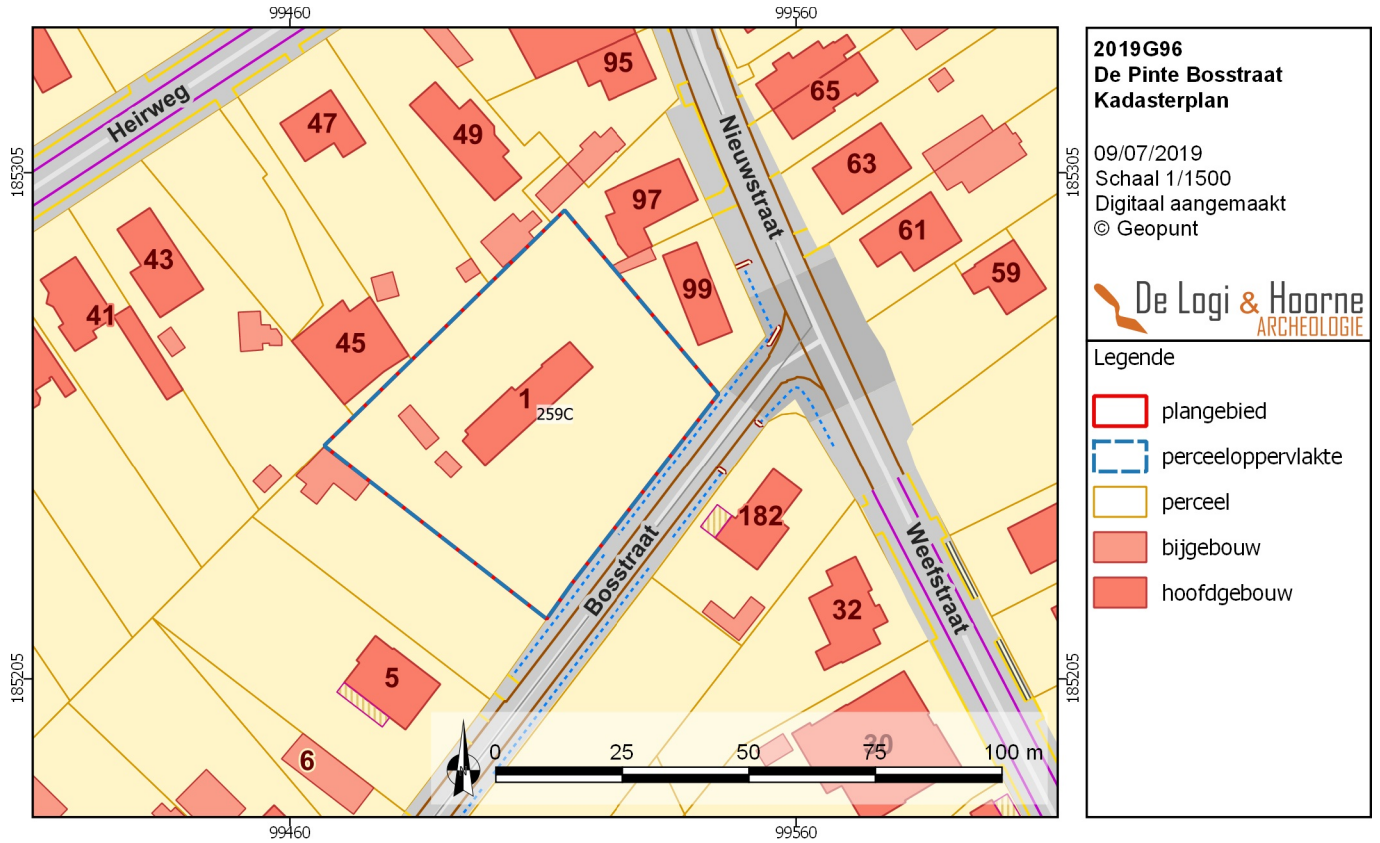 99460
99560
185305
185305
185205
185205
99460
99560
Heirweg
Nieuwstraat
Bosstraat
Weefstraat
95
65
47
49
63
97
61
43
59
99
41
45
1
259C
182
32
5
6
30
N
0 25 50 75 100 m
2019G96
De Pinte Bosstraat
Kadasterplan
09/07/2019
Schaal 1/1500
Digitaal aangemaakt
© Geopunt
De Logi & Hoorne
ARCHEOLOGIE
Legende
plangebied
perceeloppervlakte
perceel
bijgebouw
hoofdgebouw